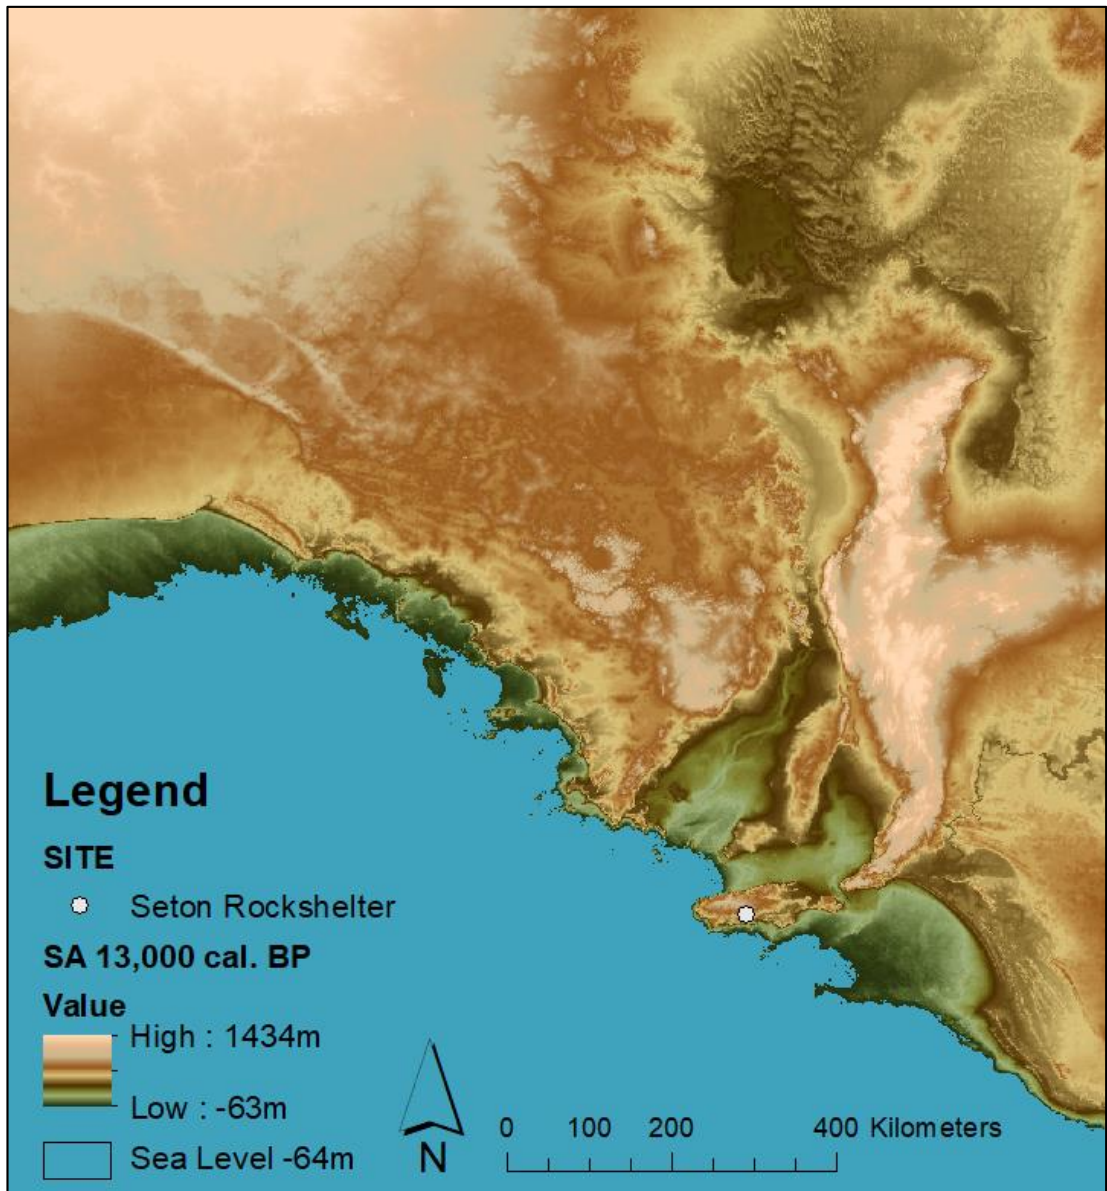 Legend
SITE
Seton Rockshelter
SA 13,000 cal. BP
Value
High : 1434m
Low : -63m
Sea Level -64m
N
0 100 200 400 Kilometers